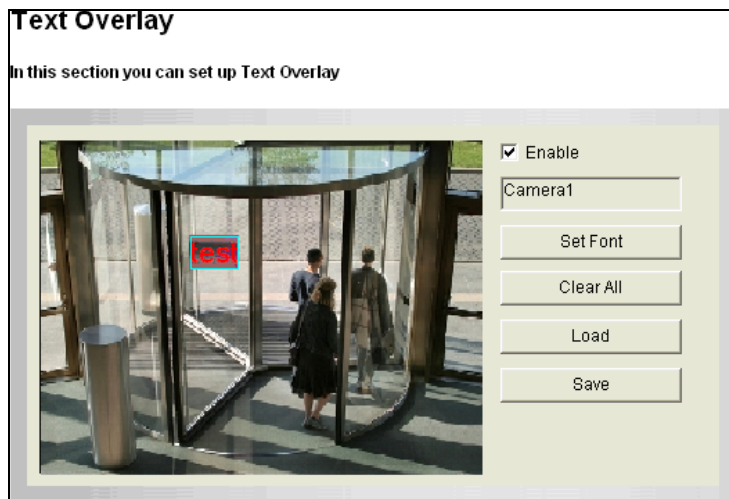 Text Overlay
In this section you can set up Text Overlay
Enable
Camera1
test
Set Font
Clear All
Load
Save